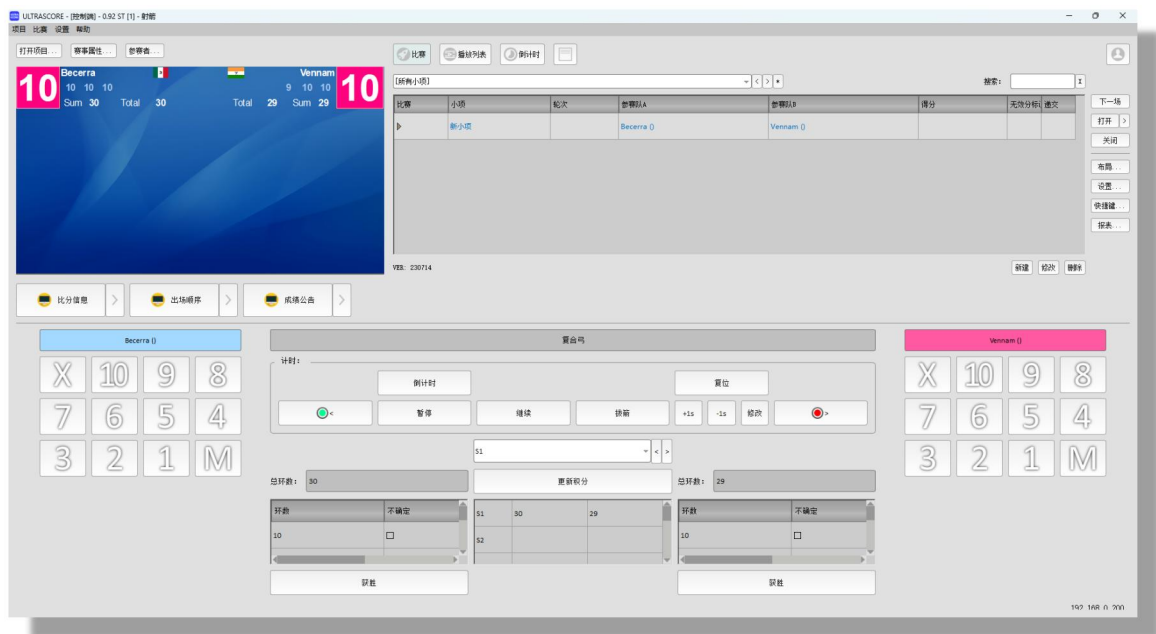 ULTRASCORE - [控制端] - 0.92 ST [1] - 射箭
项目 比赛 设置 帮助
打开项目... 赛事属性... 参赛者...
比赛 播放列表 倒计时
10 Becerra Vennam 10
10 10 10 9 10 10
Sum 30 Total 30 Total 29 Sum 29
[所有小项] < > * 搜索: I
比赛 小项 轮次 参赛队A 参赛队B 得分 无效分标i 递交
新小项 Becerra () Vennam ()
下一场
打开 >
关闭
布局...
设置...
快捷键...
报表...
VER: 230714 新建 修改 删除
比分信息 > 出场顺序 > 成绩公告 >
Becerra () 复合弓 Vennam ()
计时:
X 10 9 8 倒计时 复位 X 10 9 8
7 6 5 4 < 暂停 继续 拔箭 +1s -1s 修改 > 7 6 5 4
3 2 1 M S1 < > 3 2 1 M
总环数: 30 更新积分 总环数: 29
环数 不确定 S1 30 29 环数 不确定
10 S2 10
获胜 获胜
192.168.0.200